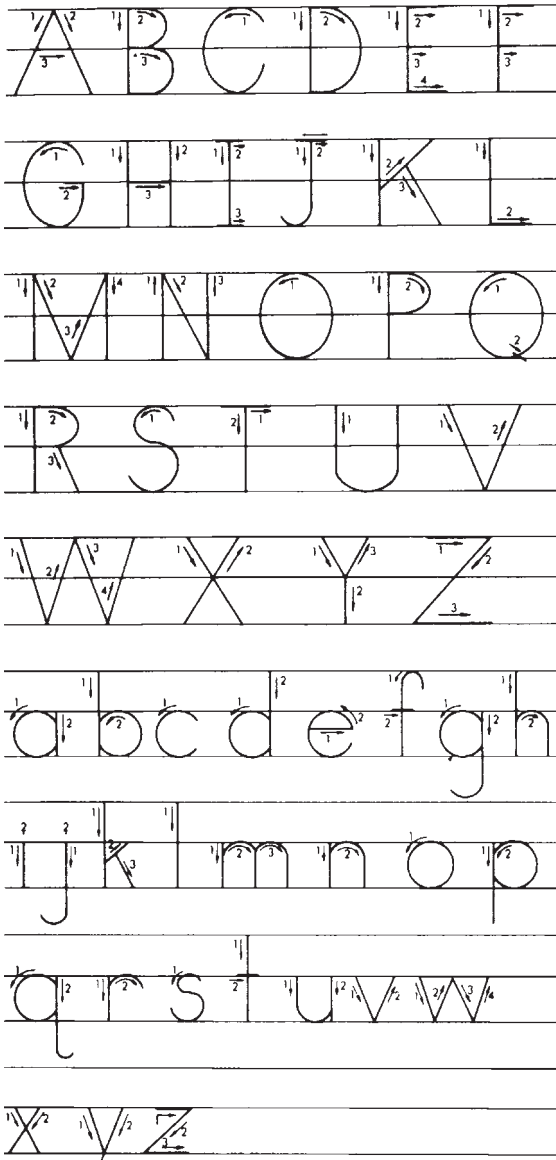 A B C D E F
G H I J K L
M N O P Q
R S T U V
W X Y Z
a b c d e f g h
i j k l m n o p
q r s t u v w
x y z